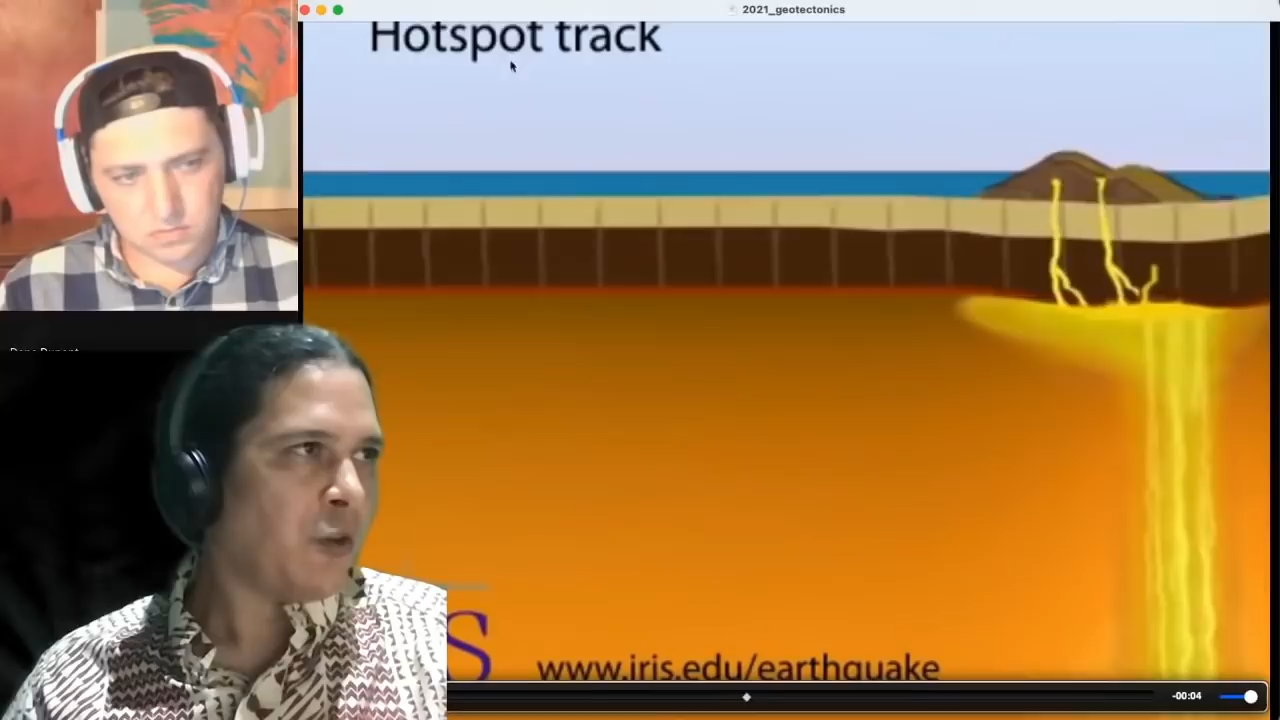 2021_geotectonics
Hotspot track
S
www.iris.edu/earthquake
-00:04